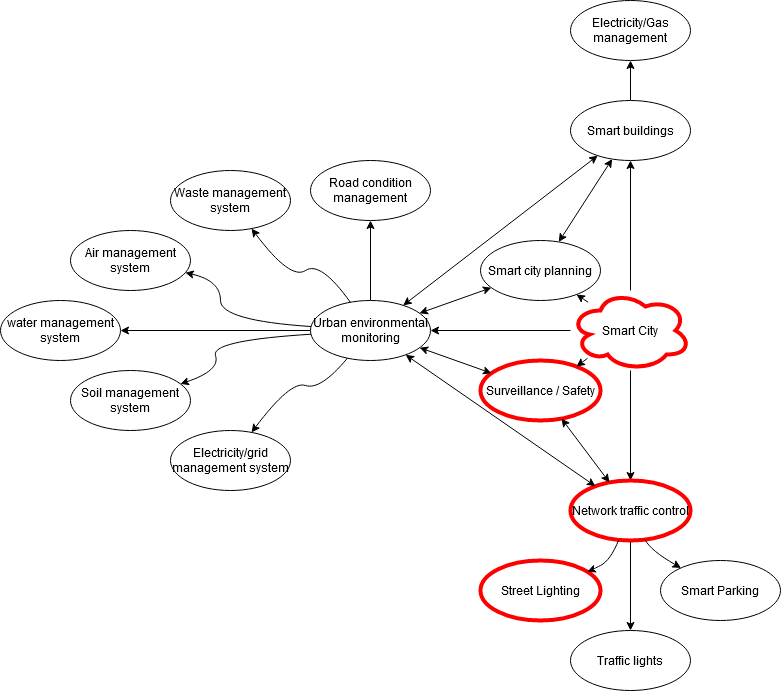 Electricity/Gas
management
Smart buildings
Road condition
management
Waste management
system
Air management
system
Smart city planning
water management
system
Urban environmental
monitoring
Smart City
Soil management
system
Surveillance / Safety
Electricity/grid
management system
Network traffic control
Street Lighting
Smart Parking
Traffic lights